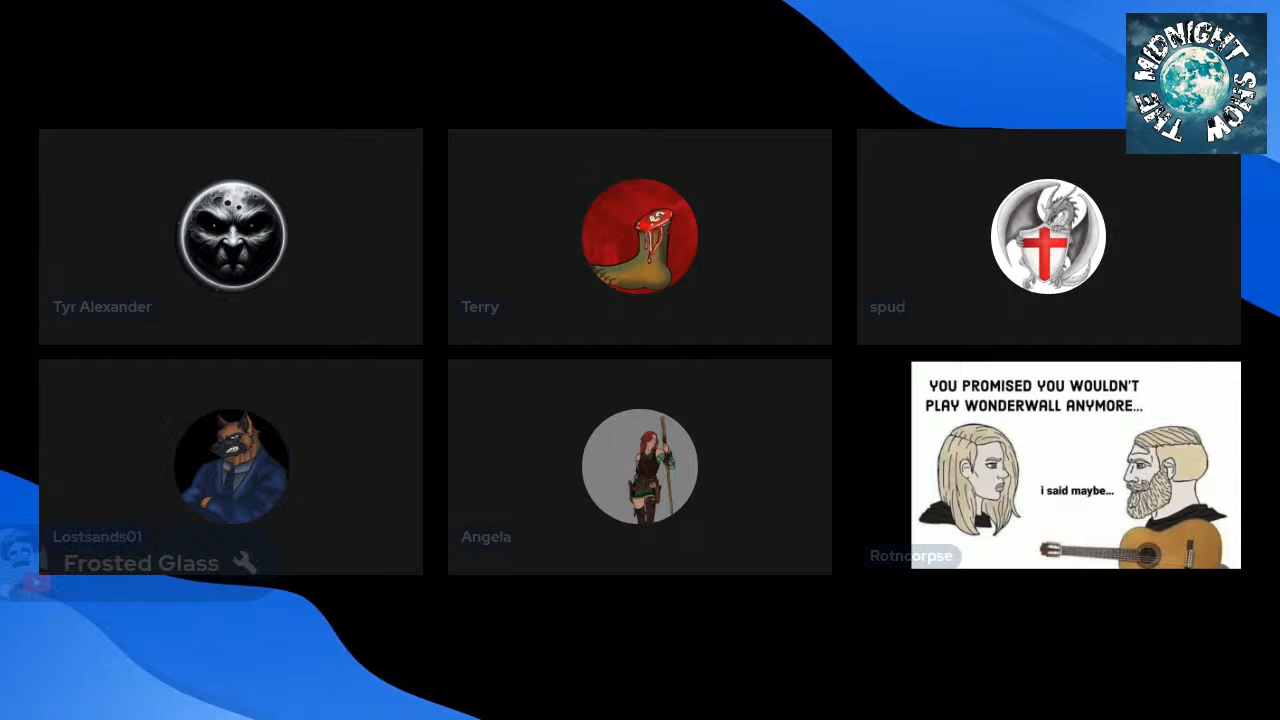 THE MIDNIGHT SHOW
Tyr Alexander
Terry
spud
YOU PROMISED YOU WOULDN'T
PLAY WONDERWALL ANYMORE...
i said maybe...
Lostsands01
Angela
Rotncorpse
Frosted Glass